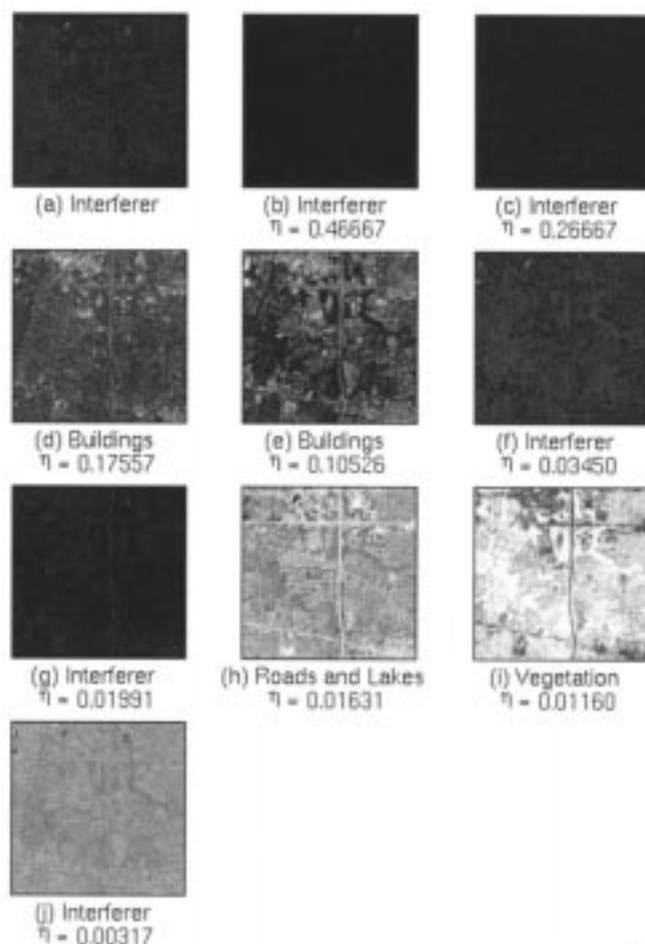 (a) Interferer
(b) Interferer
η = 0.46667
(c) Interferer
η = 0.26667
(d) Buildings
η = 0.17557
(e) Buildings
η = 0.10526
(f) Interferer
η = 0.03450
(g) Interferer
η = 0.01991
(h) Roads and Lakes
η = 0.01631
(i) Vegetation
η = 0.01160
(j) Interferer
η = 0.00317